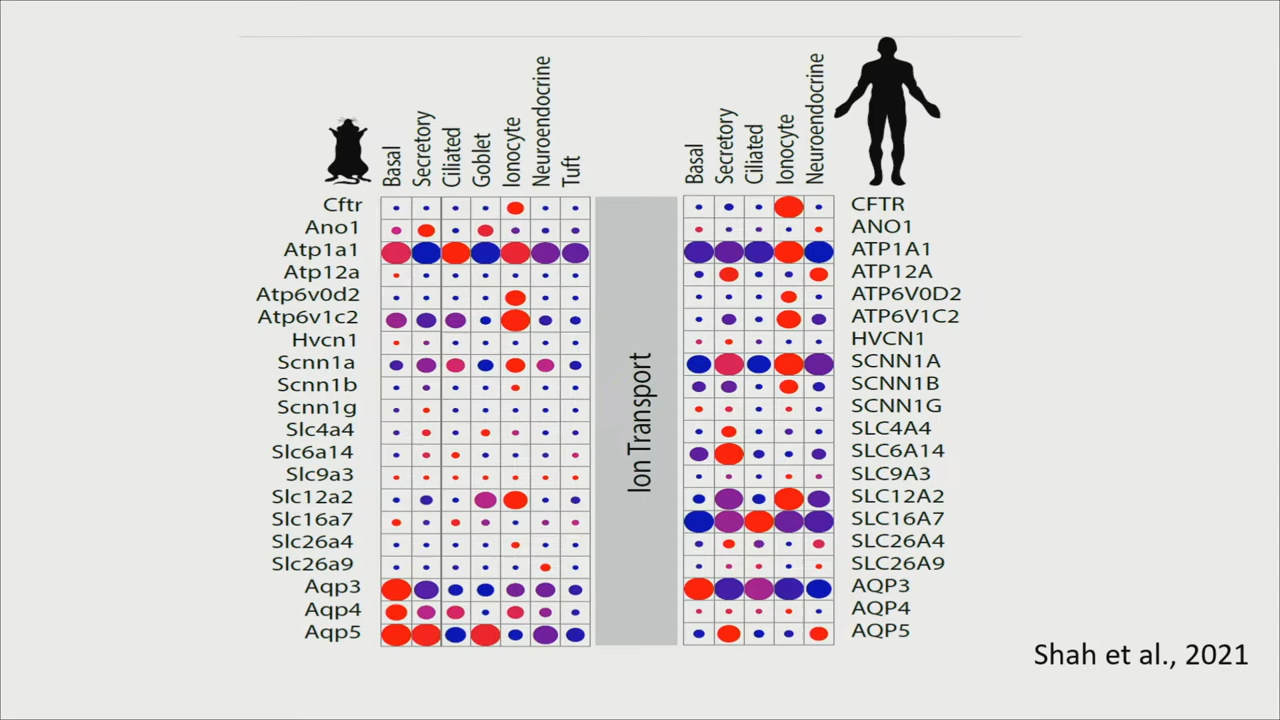 Basal Secretory Ciliated Goblet Ionocyte Neuroendocrine Tuft
Basal Secretory Ciliated Ionocyte Neuroendocrine
Cftr CFTR
Ano1 ANO1
Atp1a1 ATP1A1
Atp12a ATP12A
Atp6v0d2 ATP6V0D2
Atp6v1c2 ATP6V1C2
Hvcn1 HVCN1
Scnn1a SCNN1A
Scnn1b SCNN1B
Scnn1g SCNN1G
Slc4a4 SLC4A4
Slc6a14 SLC6A14
Slc9a3 SLC9A3
Slc12a2 SLC12A2
Slc16a7 SLC16A7
Slc26a4 SLC26A4
Slc26a9 SLC26A9
Aqp3 AQP3
Aqp4 AQP4
Aqp5 AQP5
Ion Transport
Shah et al., 2021